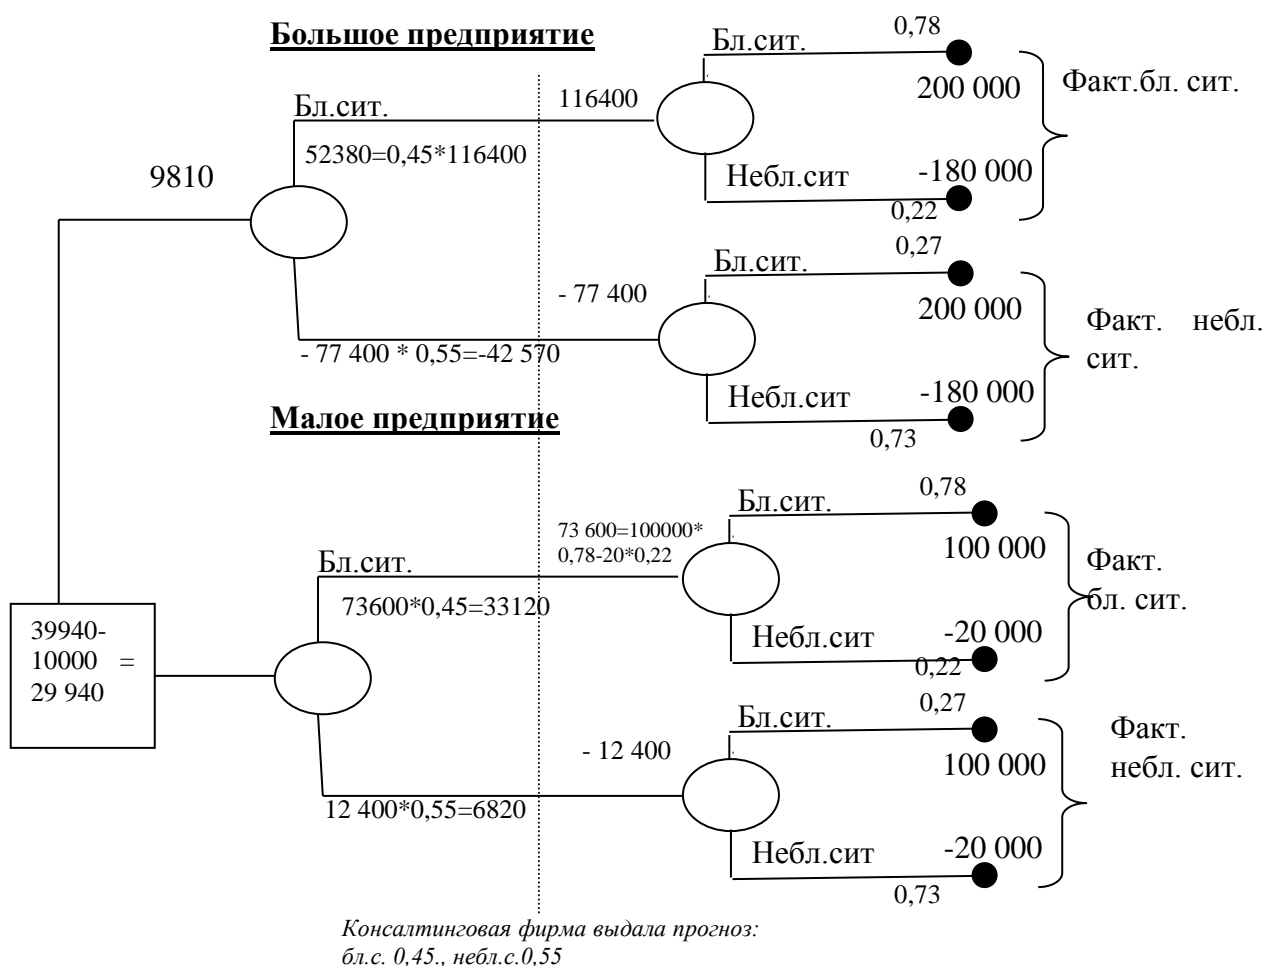 Большое предприятие
0,78
Бл.сит.
200 000
Факт.бл. сит.
Бл.сит.
116400
52380=0,45*116400
Небл.сит
-180 000
0,22
9810
0,27
Бл.сит.
- 77 400
200 000
Факт. небл.
сит.
- 77 400 * 0,55=-42 570
Небл.сит
-180 000
0,73
Малое предприятие
0,78
Бл.сит.
73 600=100000*
0,78-20*0,22
100 000
Факт.
бл. сит.
Бл.сит.
73600*0,45=33120
Небл.сит
-20 000
0,22
39940-
10000 =
29 940
0,27
Бл.сит.
- 12 400
100 000
Факт.
небл. сит.
12 400*0,55=6820
Небл.сит
-20 000
0,73
Консалтинговая фирма выдала прогноз:
бл.с. 0,45., небл.с.0,55